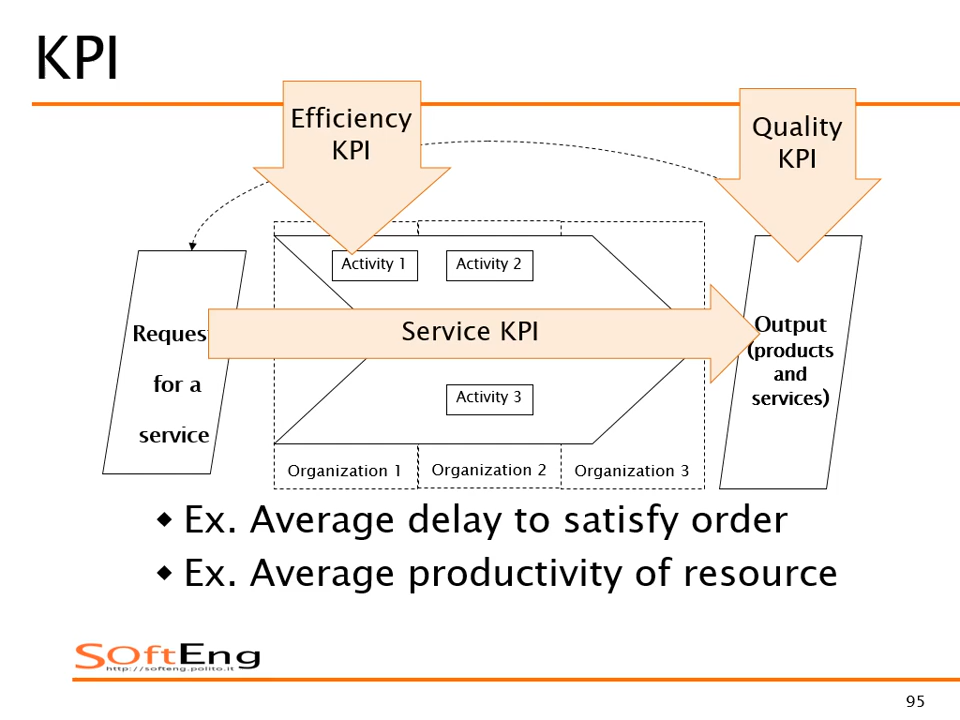 KPI
Efficiency
KPI
Quality
KPI
Activity 1
Activity 2
Reques
for a
service
Service KPI
Output
(products
and
services)
Activity 3
Organization 1
Organization 2
Organization 3
◆ Ex. Average delay to satisfy order
◆ Ex. Average productivity of resource
SOftEng
http://softeng.polito.it
95